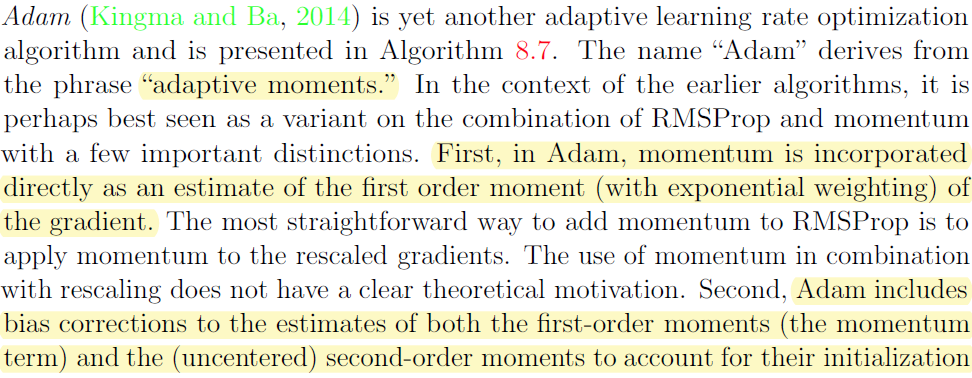 Adam (Kingma and Ba, 2014) is yet another adaptive learning rate optimization
algorithm and is presented in Algorithm 8.7. The name “Adam” derives from
the phrase “adaptive moments.” In the context of the earlier algorithms, it is
perhaps best seen as a variant on the combination of RMSProp and momentum
with a few important distinctions. First, in Adam, momentum is incorporated
directly as an estimate of the first order moment (with exponential weighting) of
the gradient. The most straightforward way to add momentum to RMSProp is to
apply momentum to the rescaled gradients. The use of momentum in combination
with rescaling does not have a clear theoretical motivation. Second, Adam includes
bias corrections to the estimates of both the first-order moments (the momentum
term) and the (uncentered) second-order moments to account for their initialization